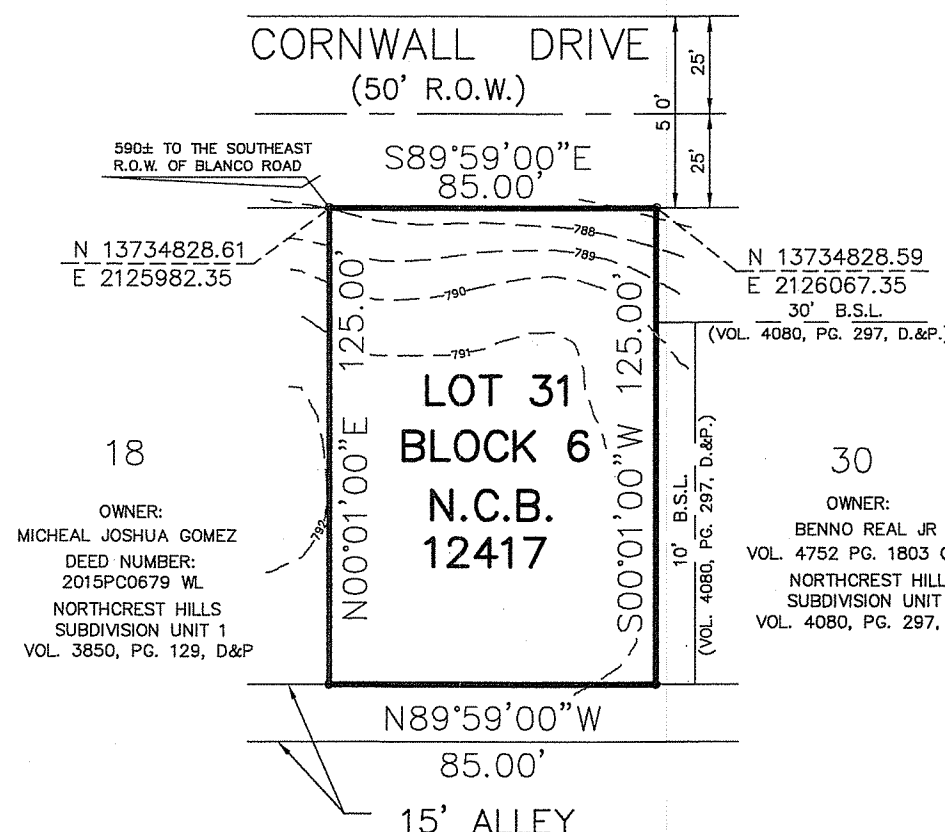 CORNWALL DRIVE
(50' R.O.W.)
25'
50'
25'
590± TO THE SOUTHEAST
R.O.W. OF BLANCO ROAD
S89°59'00"E
85.00'
N 13734828.61
E 2125982.35
N 13734828.59
E 2126067.35
30' B.S.L.
(VOL. 4080, PG. 297, D.&P.)
788
789
790
791
792
N00°01'00"E 125.00'
S00°01'00"W 125.00'
LOT 31
BLOCK 6
N.C.B.
12417
10' B.S.L.
(VOL. 4080, PG. 297, D.&P.)
18
OWNER:
MICHEAL JOSHUA GOMEZ
DEED NUMBER:
2015PC0679 WL
NORTHCREST HILLS
SUBDIVISION UNIT 1
VOL. 3850, PG. 129, D&P
30
OWNER:
BENNO REAL JR
VOL. 4752 PG. 1803
NORTHCREST HILL
SUBDIVISION UNIT
VOL. 4080, PG. 297,
N89°59'00"W
85.00'
15' ALLEY